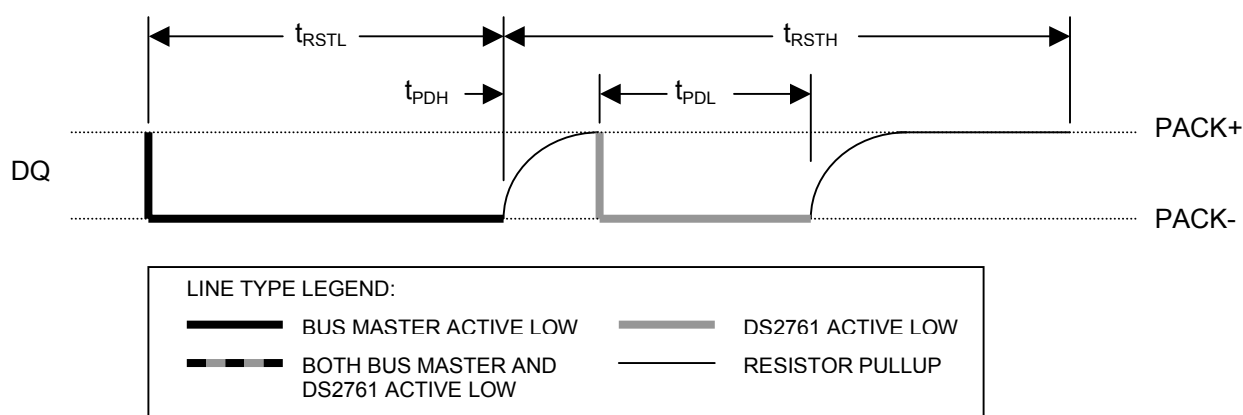 tRSTL
tRSTH
tPDH
tPDL
PACK+
DQ
PACK-
LINE TYPE LEGEND:
BUS MASTER ACTIVE LOW
DS2761 ACTIVE LOW
BOTH BUS MASTER AND
DS2761 ACTIVE LOW
RESISTOR PULLUP